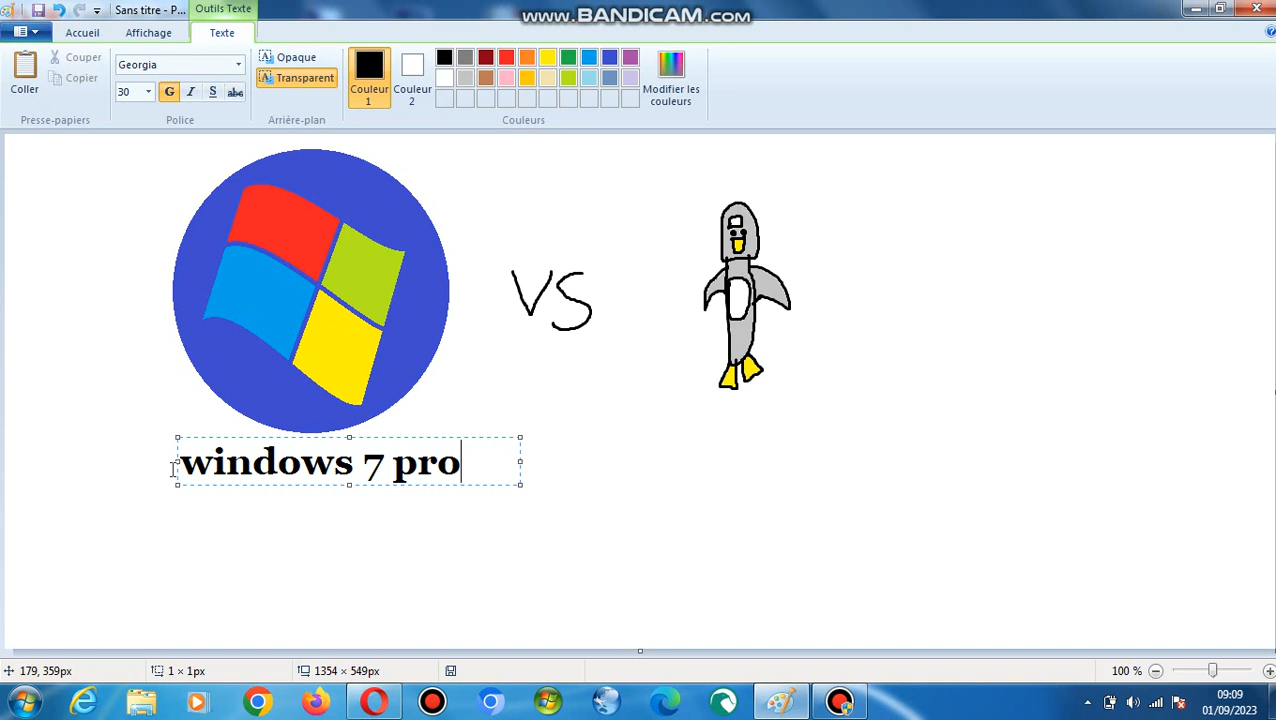 Sans titre - P...
Outils Texte
www.BANDICAM.com
Accueil
Affichage
Texte
Coller
Couper
Copier
Presse-papiers
Georgia
30
G I S abc
Police
Opaque
Transparent
Arrière-plan
Couleur 1
Couleur 2
Modifier les couleurs
Couleurs
VS
windows 7 pro
179, 359px
1 × 1px
1354 × 549px
100 %
09:09
01/09/2023